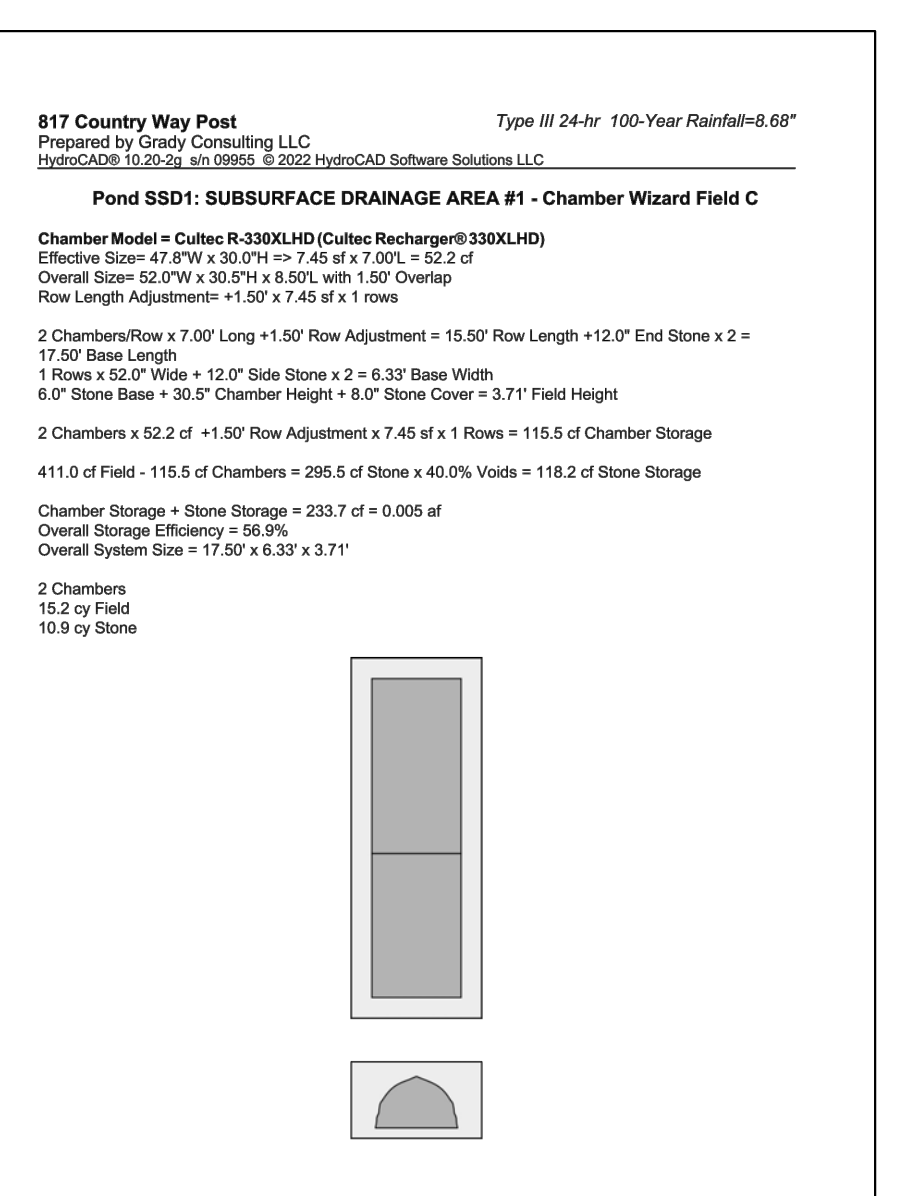 817 Country Way Post
Type III 24-hr  100-Year Rainfall=8.68"
Prepared by Grady Consulting LLC
HydroCAD® 10.20-2g  s/n 09955  © 2022 HydroCAD Software Solutions LLC
Pond SSD1: SUBSURFACE DRAINAGE AREA #1 - Chamber Wizard Field C
Chamber Model = Cultec R-330XLHD (Cultec Recharger® 330XLHD)
Effective Size= 47.8"W x 30.0"H => 7.45 sf x 7.00'L = 52.2 cf
Overall Size= 52.0"W x 30.5"H x 8.50'L with 1.50' Overlap
Row Length Adjustment= +1.50' x 7.45 sf x 1 rows
2 Chambers/Row x 7.00' Long +1.50' Row Adjustment = 15.50' Row Length +12.0" End Stone x 2 =
17.50' Base Length
1 Rows x 52.0" Wide + 12.0" Side Stone x 2 = 6.33' Base Width
6.0" Stone Base + 30.5" Chamber Height + 8.0" Stone Cover = 3.71' Field Height
2 Chambers x 52.2 cf  +1.50' Row Adjustment x 7.45 sf x 1 Rows = 115.5 cf Chamber Storage
411.0 cf Field - 115.5 cf Chambers = 295.5 cf Stone x 40.0% Voids = 118.2 cf Stone Storage
Chamber Storage + Stone Storage = 233.7 cf = 0.005 af
Overall Storage Efficiency = 56.9%
Overall System Size = 17.50' x 6.33' x 3.71'
2 Chambers
15.2 cy Field
10.9 cy Stone